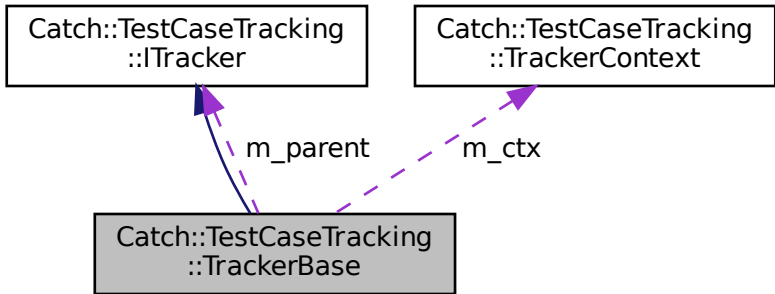 Catch::TestCaseTracking
::ITracker
Catch::TestCaseTracking
::TrackerContext
m_parent
m_ctx
Catch::TestCaseTracking
::TrackerBase